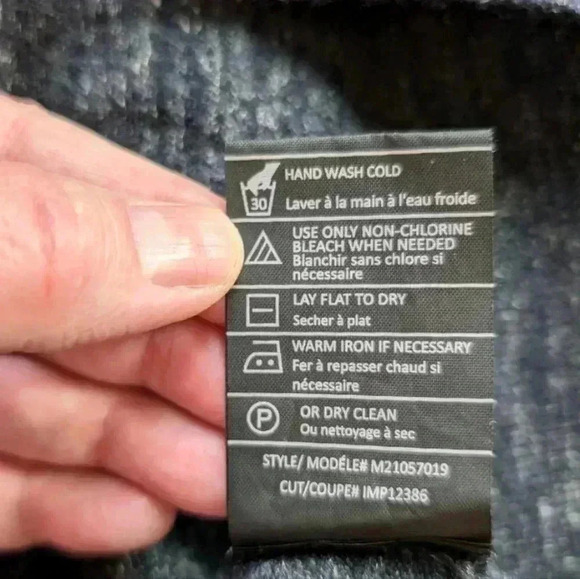 HAND WASH COLD
30
Laver à la main à l'eau froide
USE ONLY NON-CHLORINE
BLEACH WHEN NEEDED
Blanchir sans chlore si
nécessaire
LAY FLAT TO DRY
Secher à plat
WARM IRON IF NECESSARY
Fer à repasser chaud si
nécessaire
P
OR DRY CLEAN
Ou nettoyage à sec
STYLE/ MODÉLE# M21057019
CUT/COUPE# IMP12386